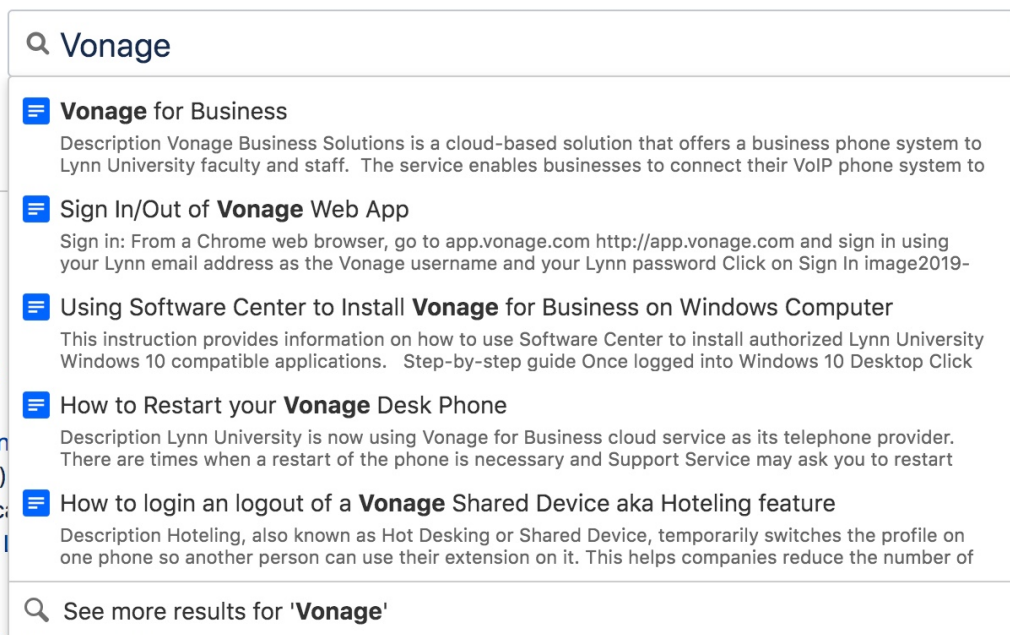 Vonage
Vonage for Business
Description Vonage Business Solutions is a cloud-based solution that offers a business phone system to
Lynn University faculty and staff.  The service enables businesses to connect their VoIP phone system to
Sign In/Out of Vonage Web App
Sign in: From a Chrome web browser, go to app.vonage.com http://app.vonage.com and sign in using
your Lynn email address as the Vonage username and your Lynn password Click on Sign In image2019-
Using Software Center to Install Vonage for Business on Windows Computer
This instruction provides information on how to use Software Center to install authorized Lynn University
Windows 10 compatible applications.   Step-by-step guide Once logged into Windows 10 Desktop Click
How to Restart your Vonage Desk Phone
Description Lynn University is now using Vonage for Business cloud service as its telephone provider.
There are times when a restart of the phone is necessary and Support Service may ask you to restart
How to login an logout of a Vonage Shared Device aka Hoteling feature
Description Hoteling, also known as Hot Desking or Shared Device, temporarily switches the profile on
one phone so another person can use their extension on it. This helps companies reduce the number of
See more results for 'Vonage'